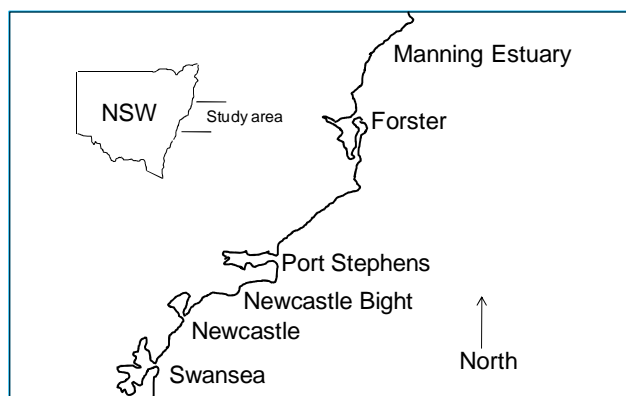 Manning Estuary
NSW
Study area
Forster
Port Stephens
Newcastle Bight
Newcastle
North
Swansea